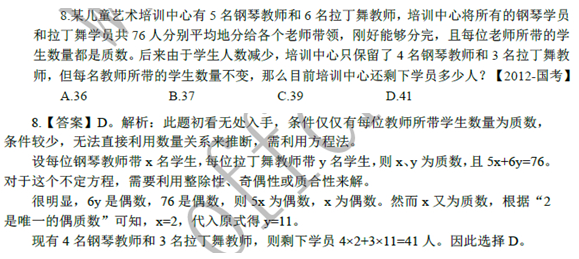 8.某儿童艺术培训中心有 5 名钢琴教师和 6 名拉丁舞教师，培训中心将所有的钢琴学员
和拉丁舞学员共 76 人分别平均地分给各个老师带领，刚好能够分完，且每位老师所带的学
生数量都是质数。后来由于学生人数减少，培训中心只保留了 4 名钢琴教师和 3 名拉丁舞教
师，但每名教师所带的学生数量不变，那么目前培训中心还剩下学员多少人？【2012-国考】
A.36 B.37 C.39 D.41
8.【答案】D。解析：此题初看无处入手，条件仅仅有每位教师所带学生数量为质数，
条件较少，无法直接利用数量关系来推断，需利用方程法。
设每位钢琴教师带 x 名学生，每位拉丁舞教师带 y 名学生，则 x、y 为质数，且 5x+6y=76。
对于这个不定方程，需要利用整除性、奇偶性或质合性来解。
很明显，6y 是偶数，76 是偶数，则 5x 为偶数，x 为偶数。然而 x 又为质数，根据“2
是唯一的偶质数”可知，x=2，代入原式得 y=11。
现有 4 名钢琴教师和 3 名拉丁舞教师，则剩下学员 4×2+3×11=41 人。因此选择 D。